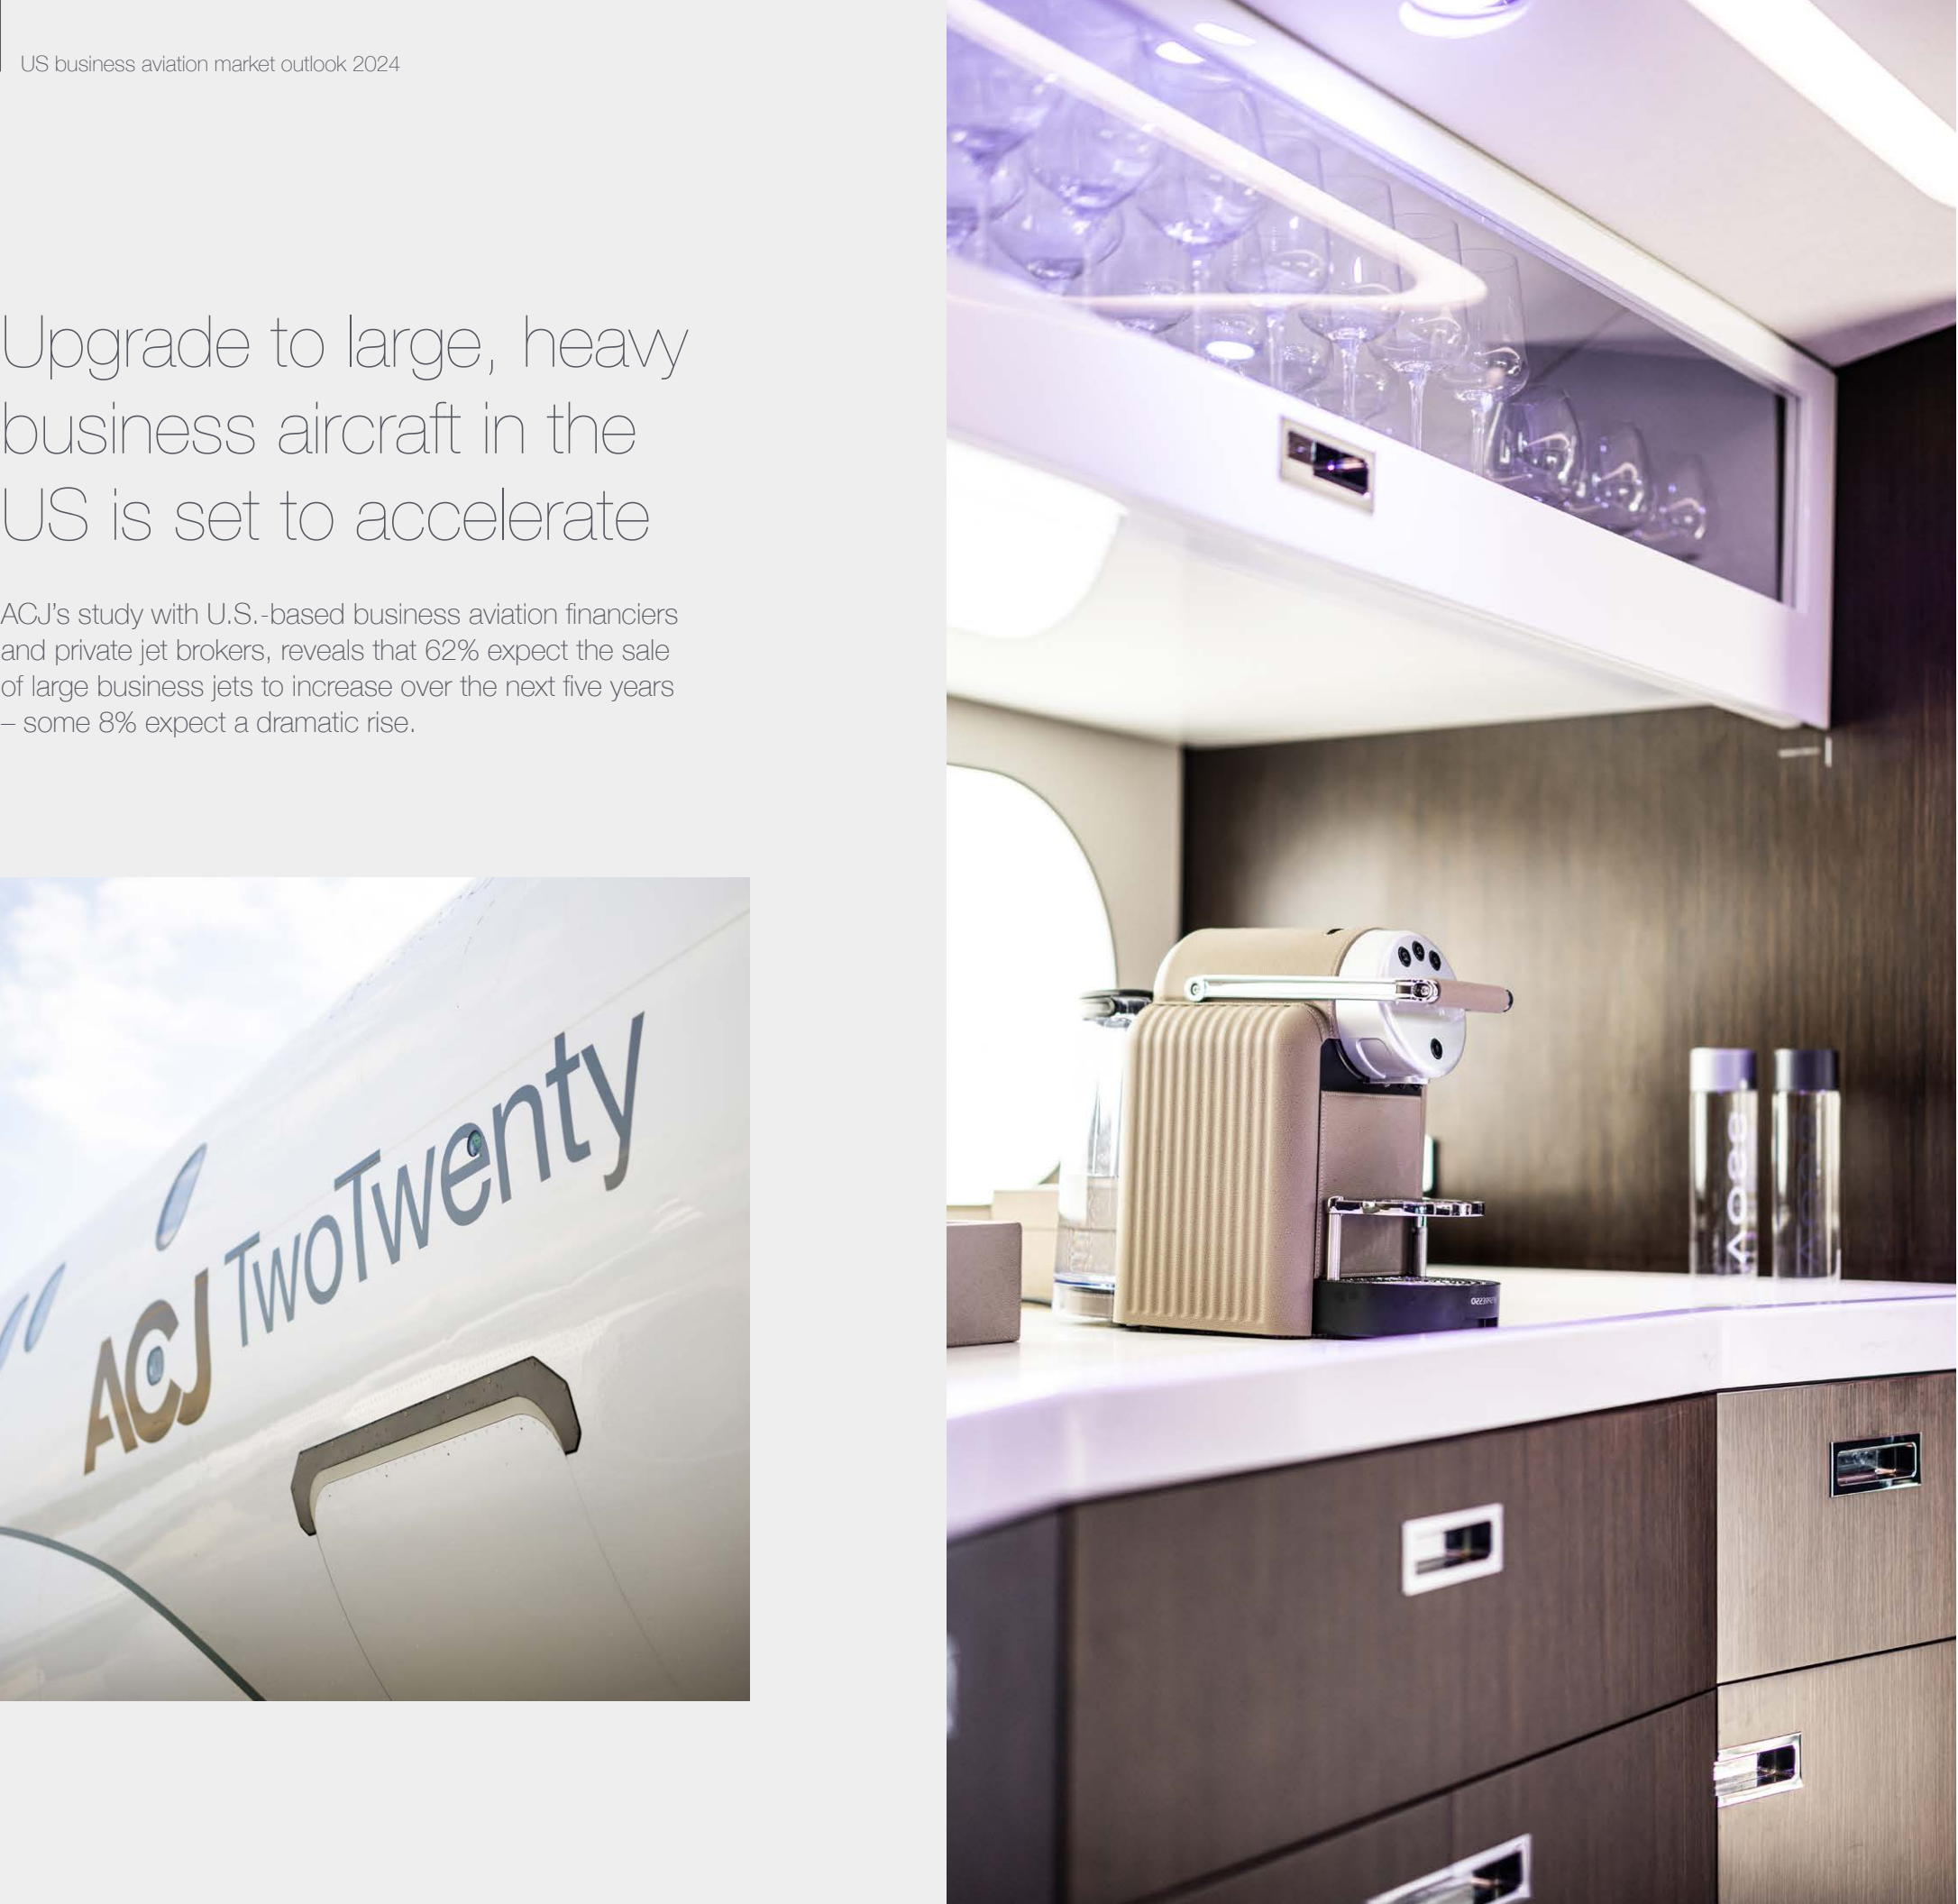 US business aviation market outlook 2024
Upgrade to large, heavy
business aircraft in the
US is set to accelerate
ACJ's study with U.S.-based business aviation financiers
and private jet brokers, reveals that 62% expect the sale
of large business jets to increase over the next five years
– some 8% expect a dramatic rise.
ACJ TwoTwenty